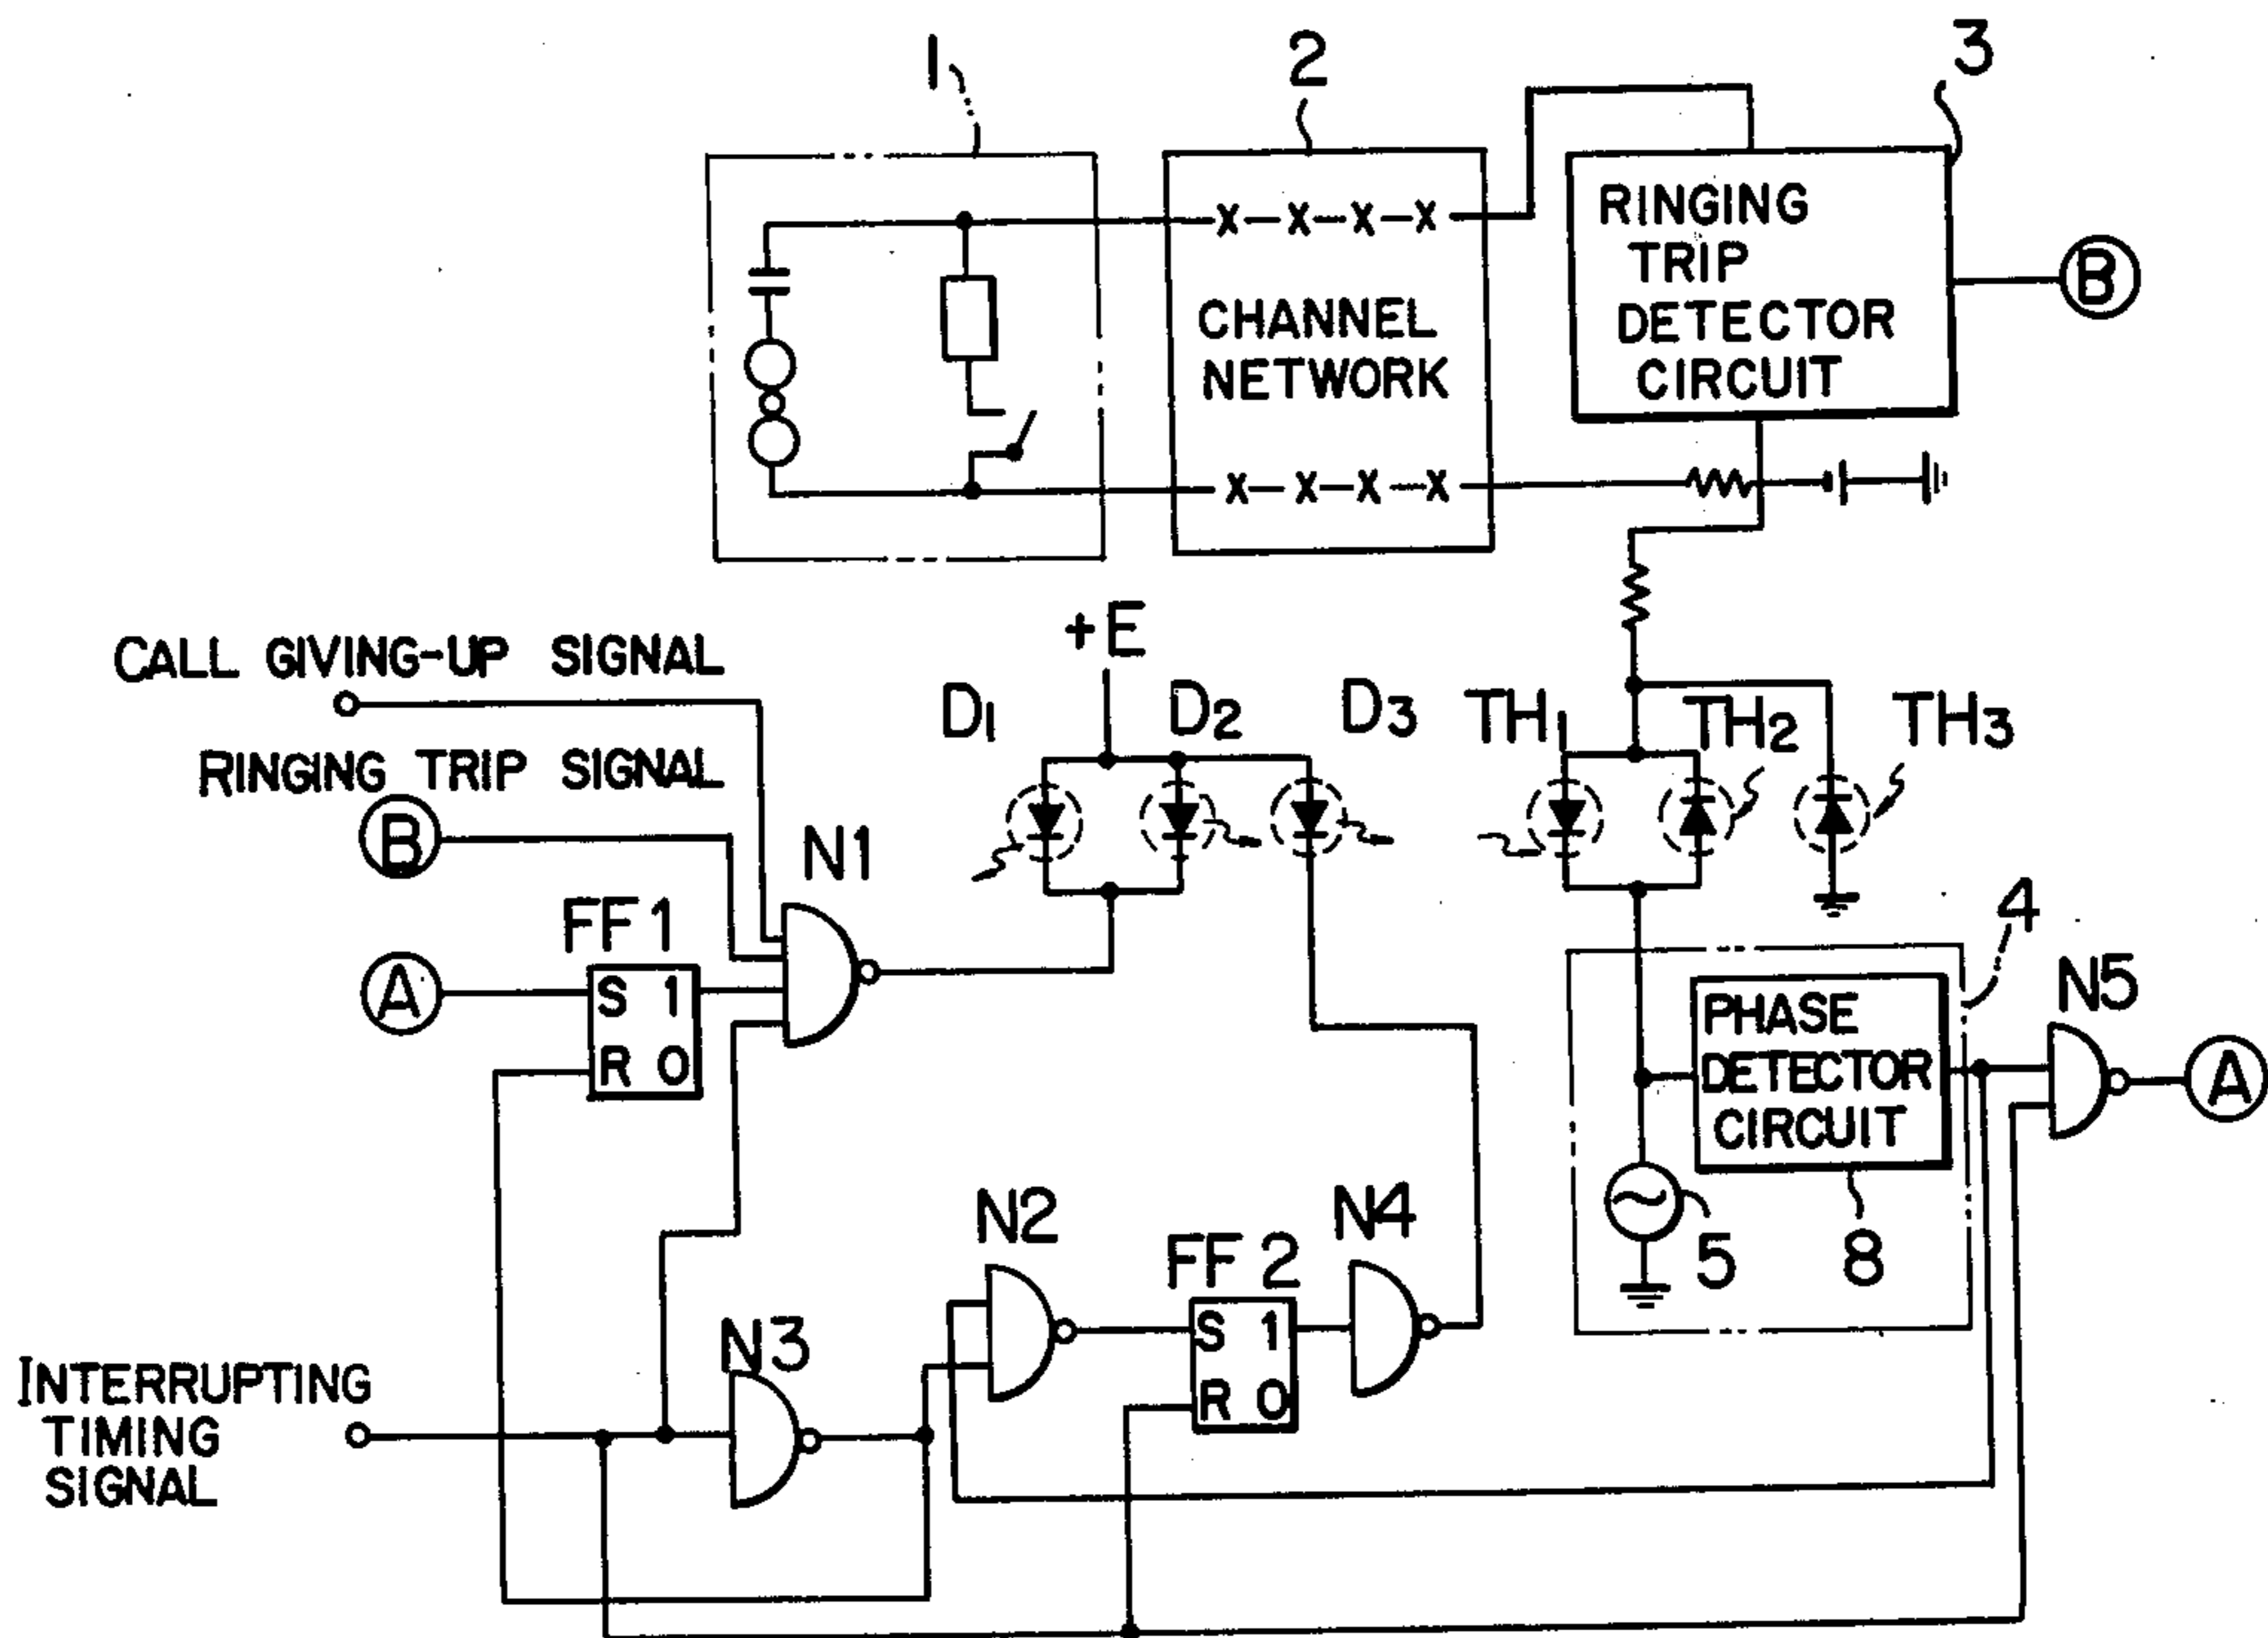 1
2
3
RINGING
TRIP
DETECTOR
CIRCUIT
B
CHANNEL
NETWORK
X X X X
X X X X
CALL GIVING-UP SIGNAL
+E
D1
D2
D3
TH1
TH2
TH3
RINGING TRIP SIGNAL
B
N1
FF1
A
S 1
R 0
4
PHASE
DETECTOR
CIRCUIT
N5
A
5
8
N2
FF2
N4
S 1
R 0
N3
INTERRUPTING
TIMING
SIGNAL